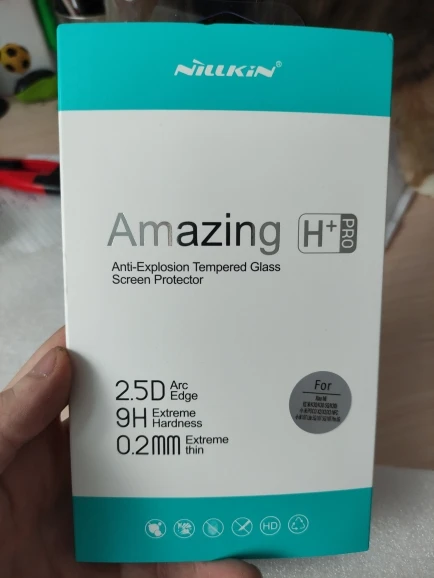 NILLKIN®
Amazing H+ PRO
Anti-Explosion Tempered Glass
Screen Protector
2.5D Arc Edge
9H Extreme Hardness
0.2MM Extreme thin
For
HD